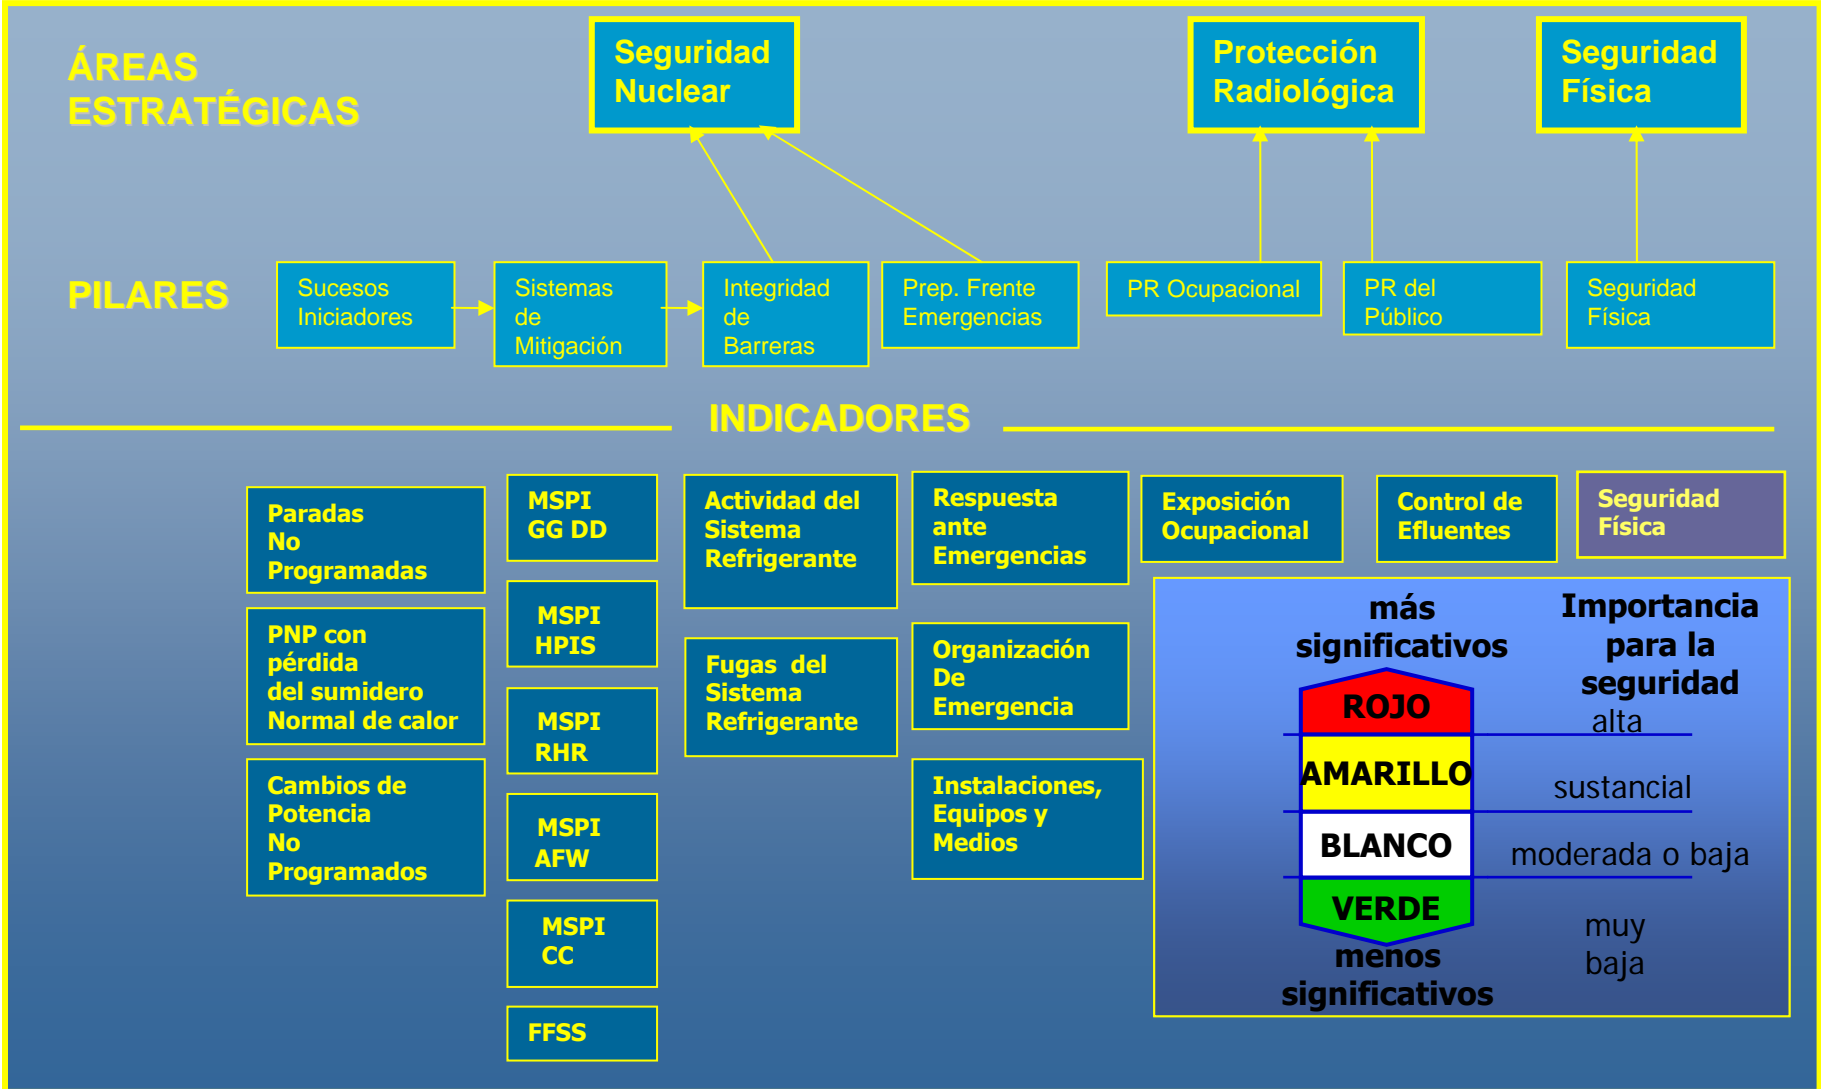 ÁREAS
ESTRATÉGICAS
Seguridad
Nuclear
Protección
Radiológica
Seguridad
Física
PILARES
Sucesos
Iniciadores
Sistemas
de
Mitigación
Integridad
de
Barreras
Prep. Frente
Emergencias
PR Ocupacional
PR del
Público
Seguridad
Física
INDICADORES
Paradas
No
Programadas
PNP con
pérdida
del sumidero
Normal de calor
Cambios de
Potencia
No
Programados
MSPI
GG DD
MSPI
HPIS
MSPI
RHR
MSPI
AFW
MSPI
CC
FFSS
Actividad del
Sistema
Refrigerante
Fugas del
Sistema
Refrigerante
Respuesta
ante
Emergencias
Organización
De
Emergencia
Instalaciones,
Equipos y
Medios
Exposición
Ocupacional
Control de
Efluentes
Seguridad
Física
más
significativos
Importancia
para la
seguridad
ROJO
alta
AMARILLO
sustancial
BLANCO
moderada o baja
VERDE
muy
baja
menos
significativos